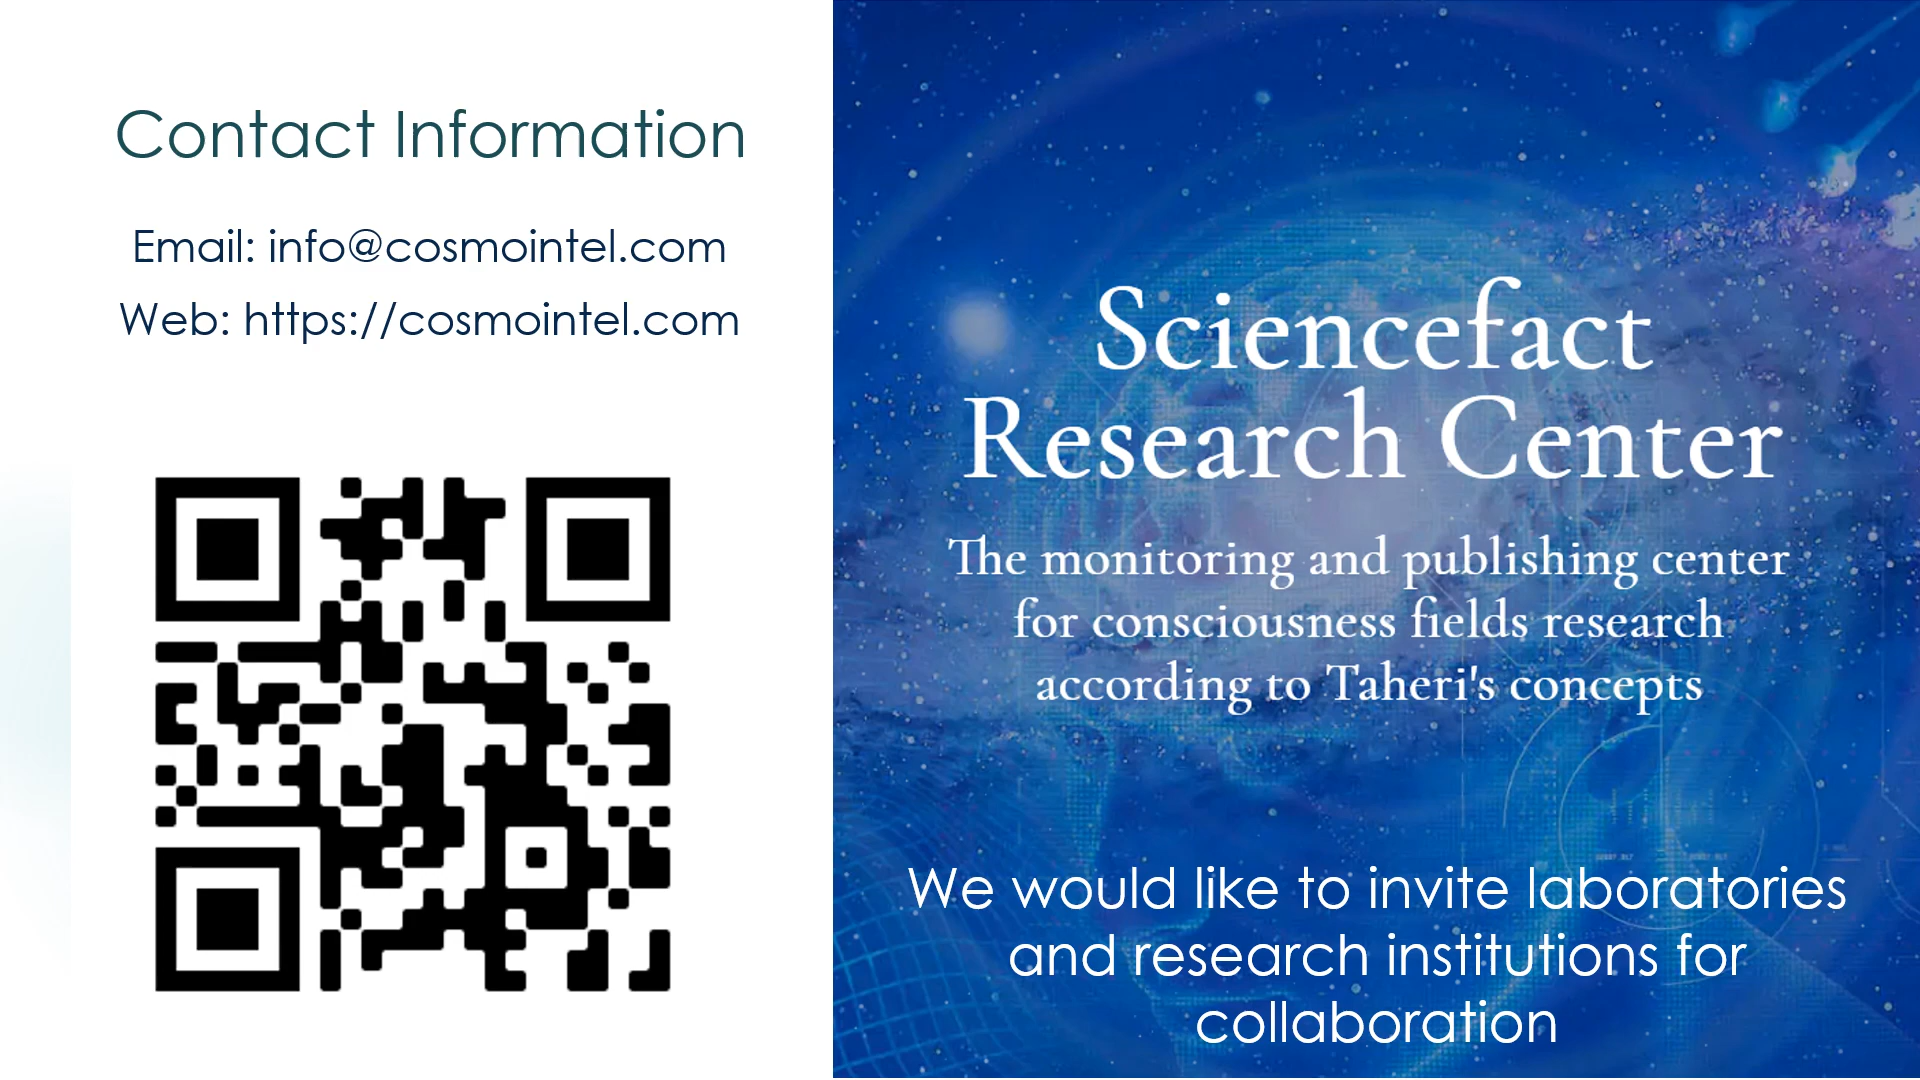 Contact Information
Email: info@cosmointel.com
Web: https://cosmointel.com
Sciencefact
Research Center
The monitoring and publishing center
for consciousness fields research
according to Taheri's concepts
We would like to invite laboratories
and research institutions for
collaboration